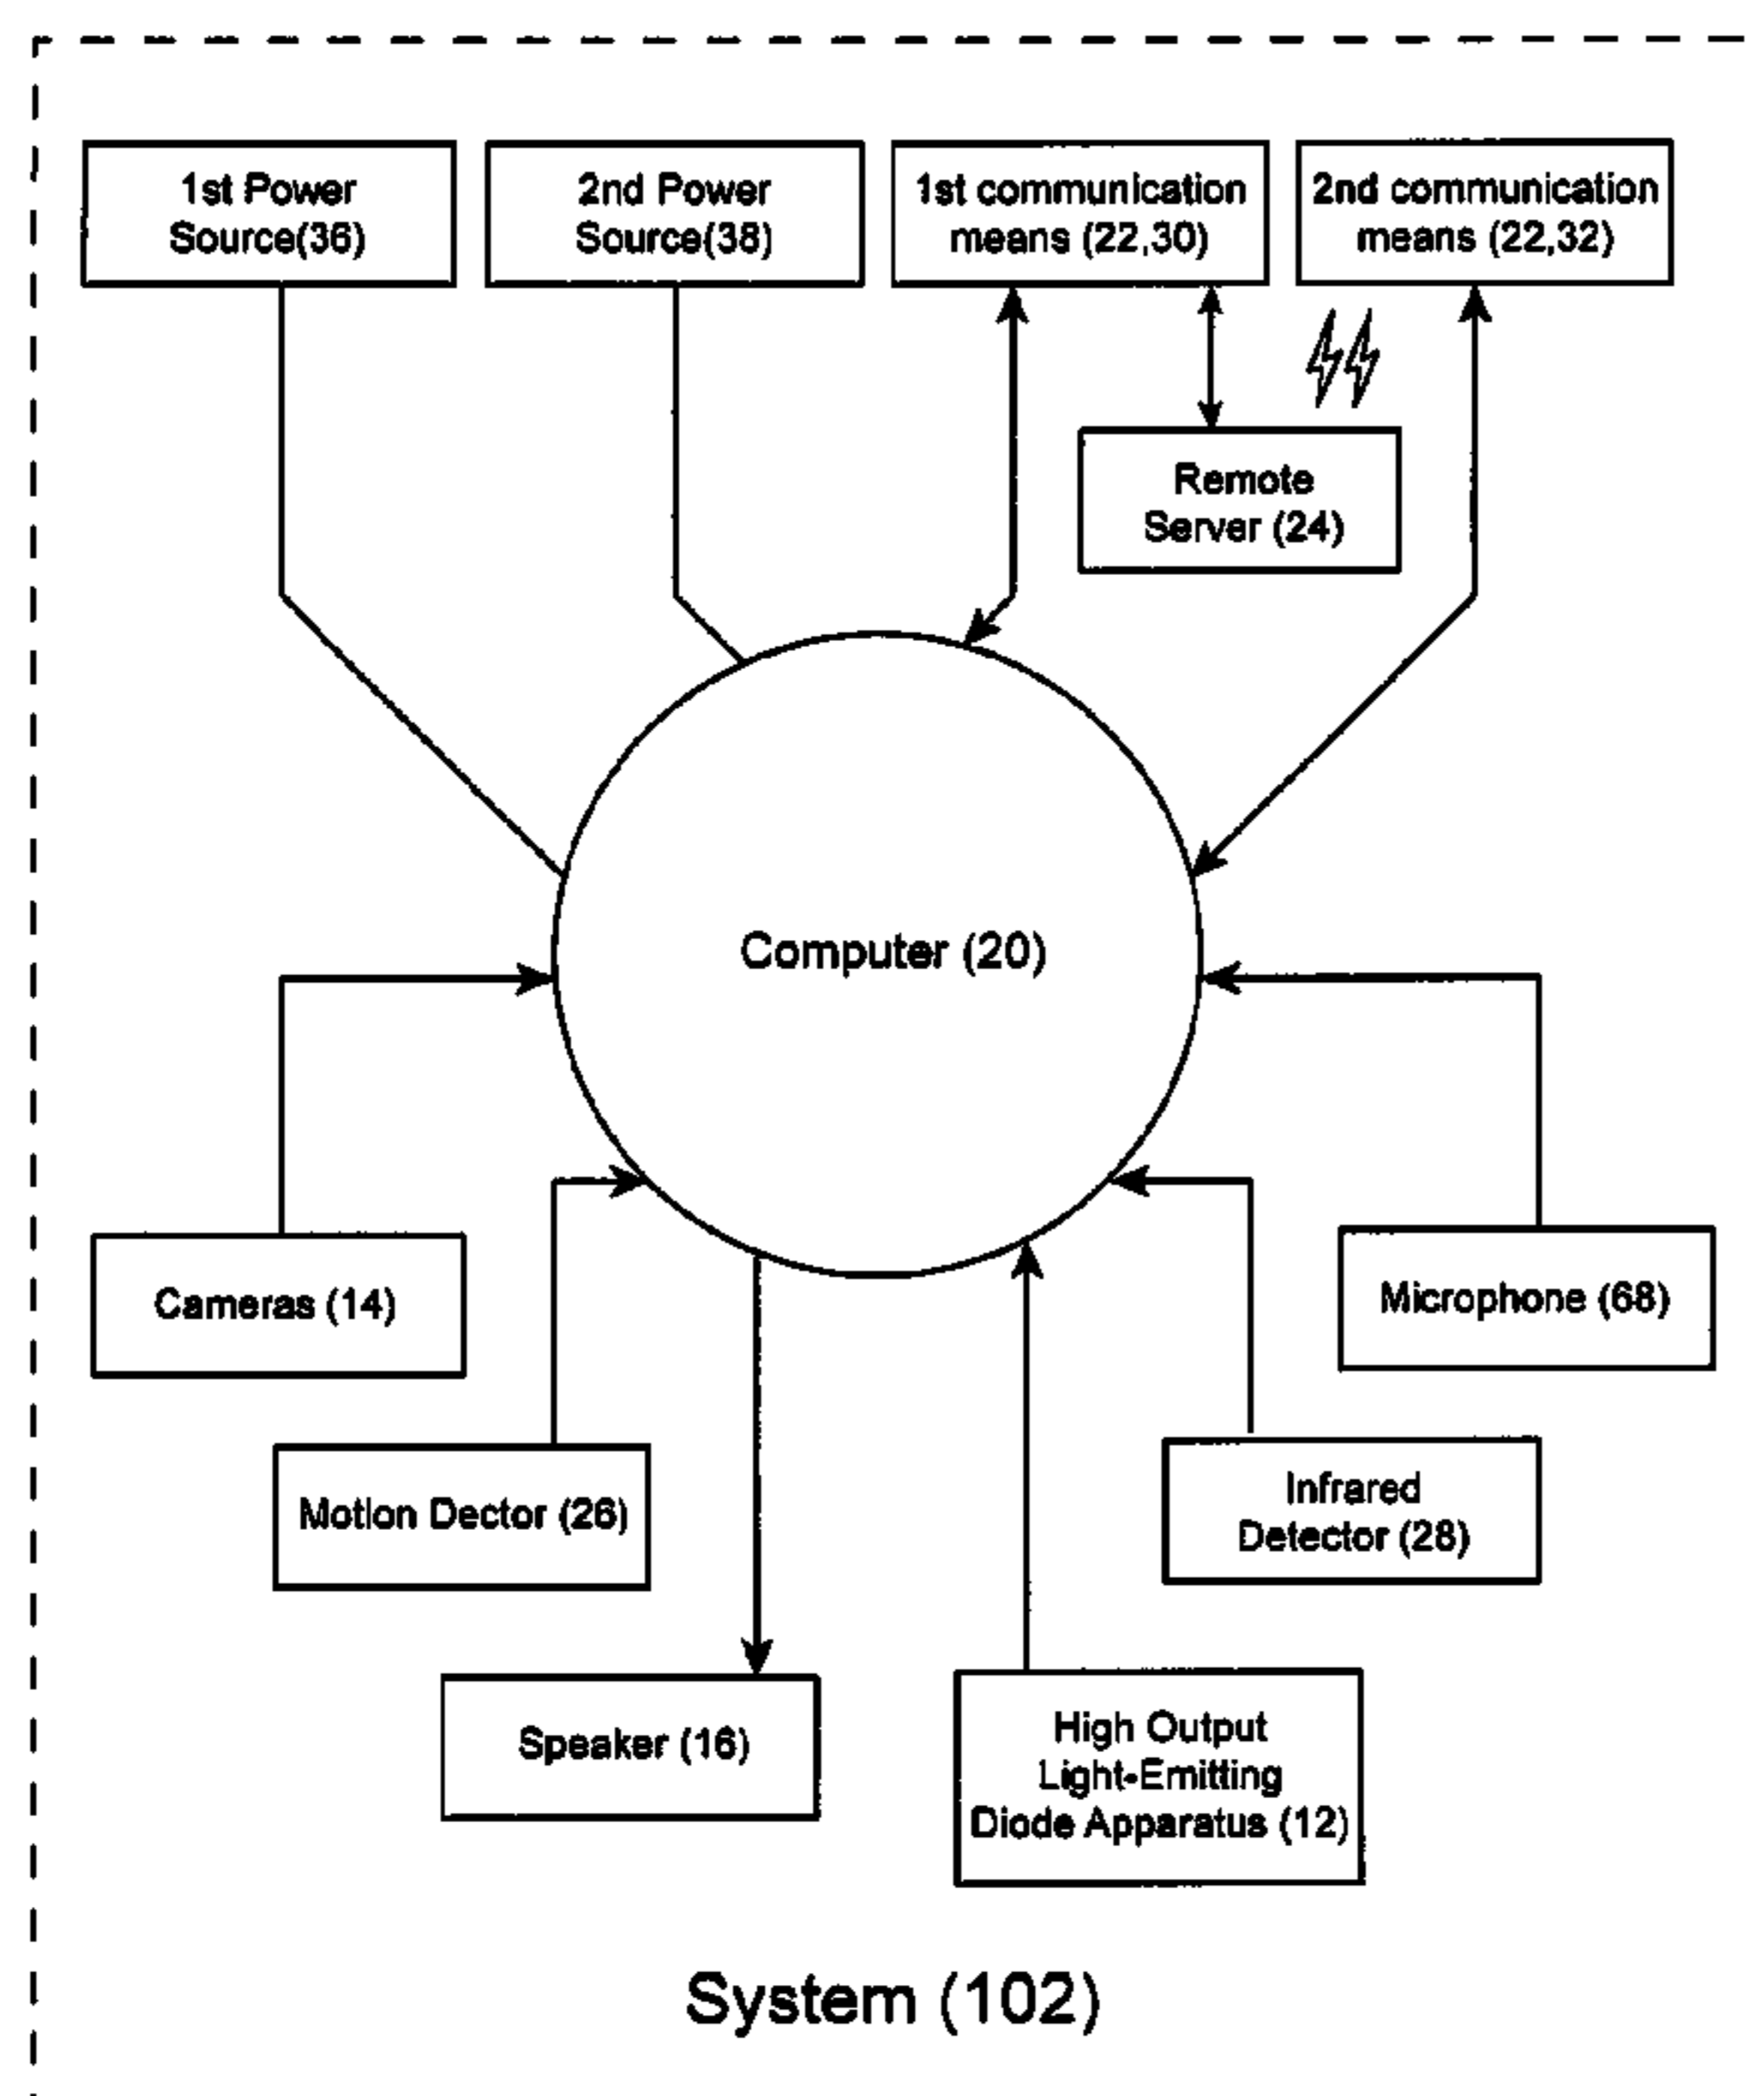 1st Power
Source(36)
2nd Power
Source(38)
1st communication
means (22,30)
2nd communication
means (22,32)
Remote
Server (24)
Computer (20)
Cameras (14)
Microphone (68)
Motion Dector (26)
Infrared
Detector (28)
Speaker (16)
High Output
Light-Emitting
Diode Apparatus (12)
System (102)